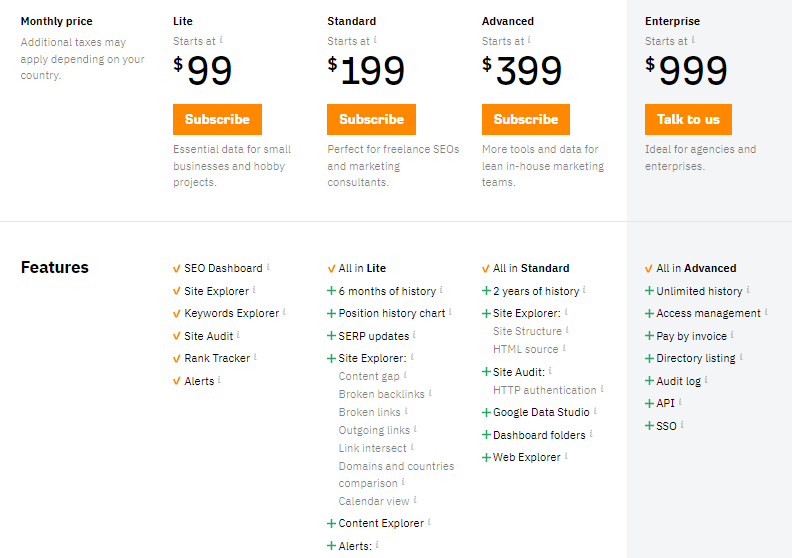 Monthly price
Additional taxes may
apply depending on your
country.
Lite
Starts at i
$99
Subscribe
Essential data for small
businesses and hobby
projects.
Standard
Starts at i
$199
Subscribe
Perfect for freelance SEOs
and marketing
consultants.
Advanced
Starts at i
$399
Subscribe
More tools and data for
lean in-house marketing
teams.
Enterprise
Starts at i
$999
Talk to us
Ideal for agencies and
enterprises.
Features
✓ SEO Dashboard i
✓ Site Explorer i
✓ Keywords Explorer i
✓ Site Audit i
✓ Rank Tracker i
✓ Alerts i
✓ All in Lite
+ 6 months of history i
+ Position history chart i
+ SERP updates i
+ Site Explorer: i
Content gap i
Broken backlinks i
Broken links i
Outgoing links i
Link intersect i
Domains and countries
comparison i
Calendar view i
+ Content Explorer i
+ Alerts: i
✓ All in Standard
+ 2 years of history i
+ Site Explorer: i
Site Structure i
HTML source i
+ Site Audit: i
HTTP authentication i
+ Google Data Studio i
+ Dashboard folders i
+ Web Explorer i
✓ All in Advanced
+ Unlimited history i
+ Access management i
+ Pay by invoice i
+ Directory listing i
+ Audit log i
+ API i
+ SSO i